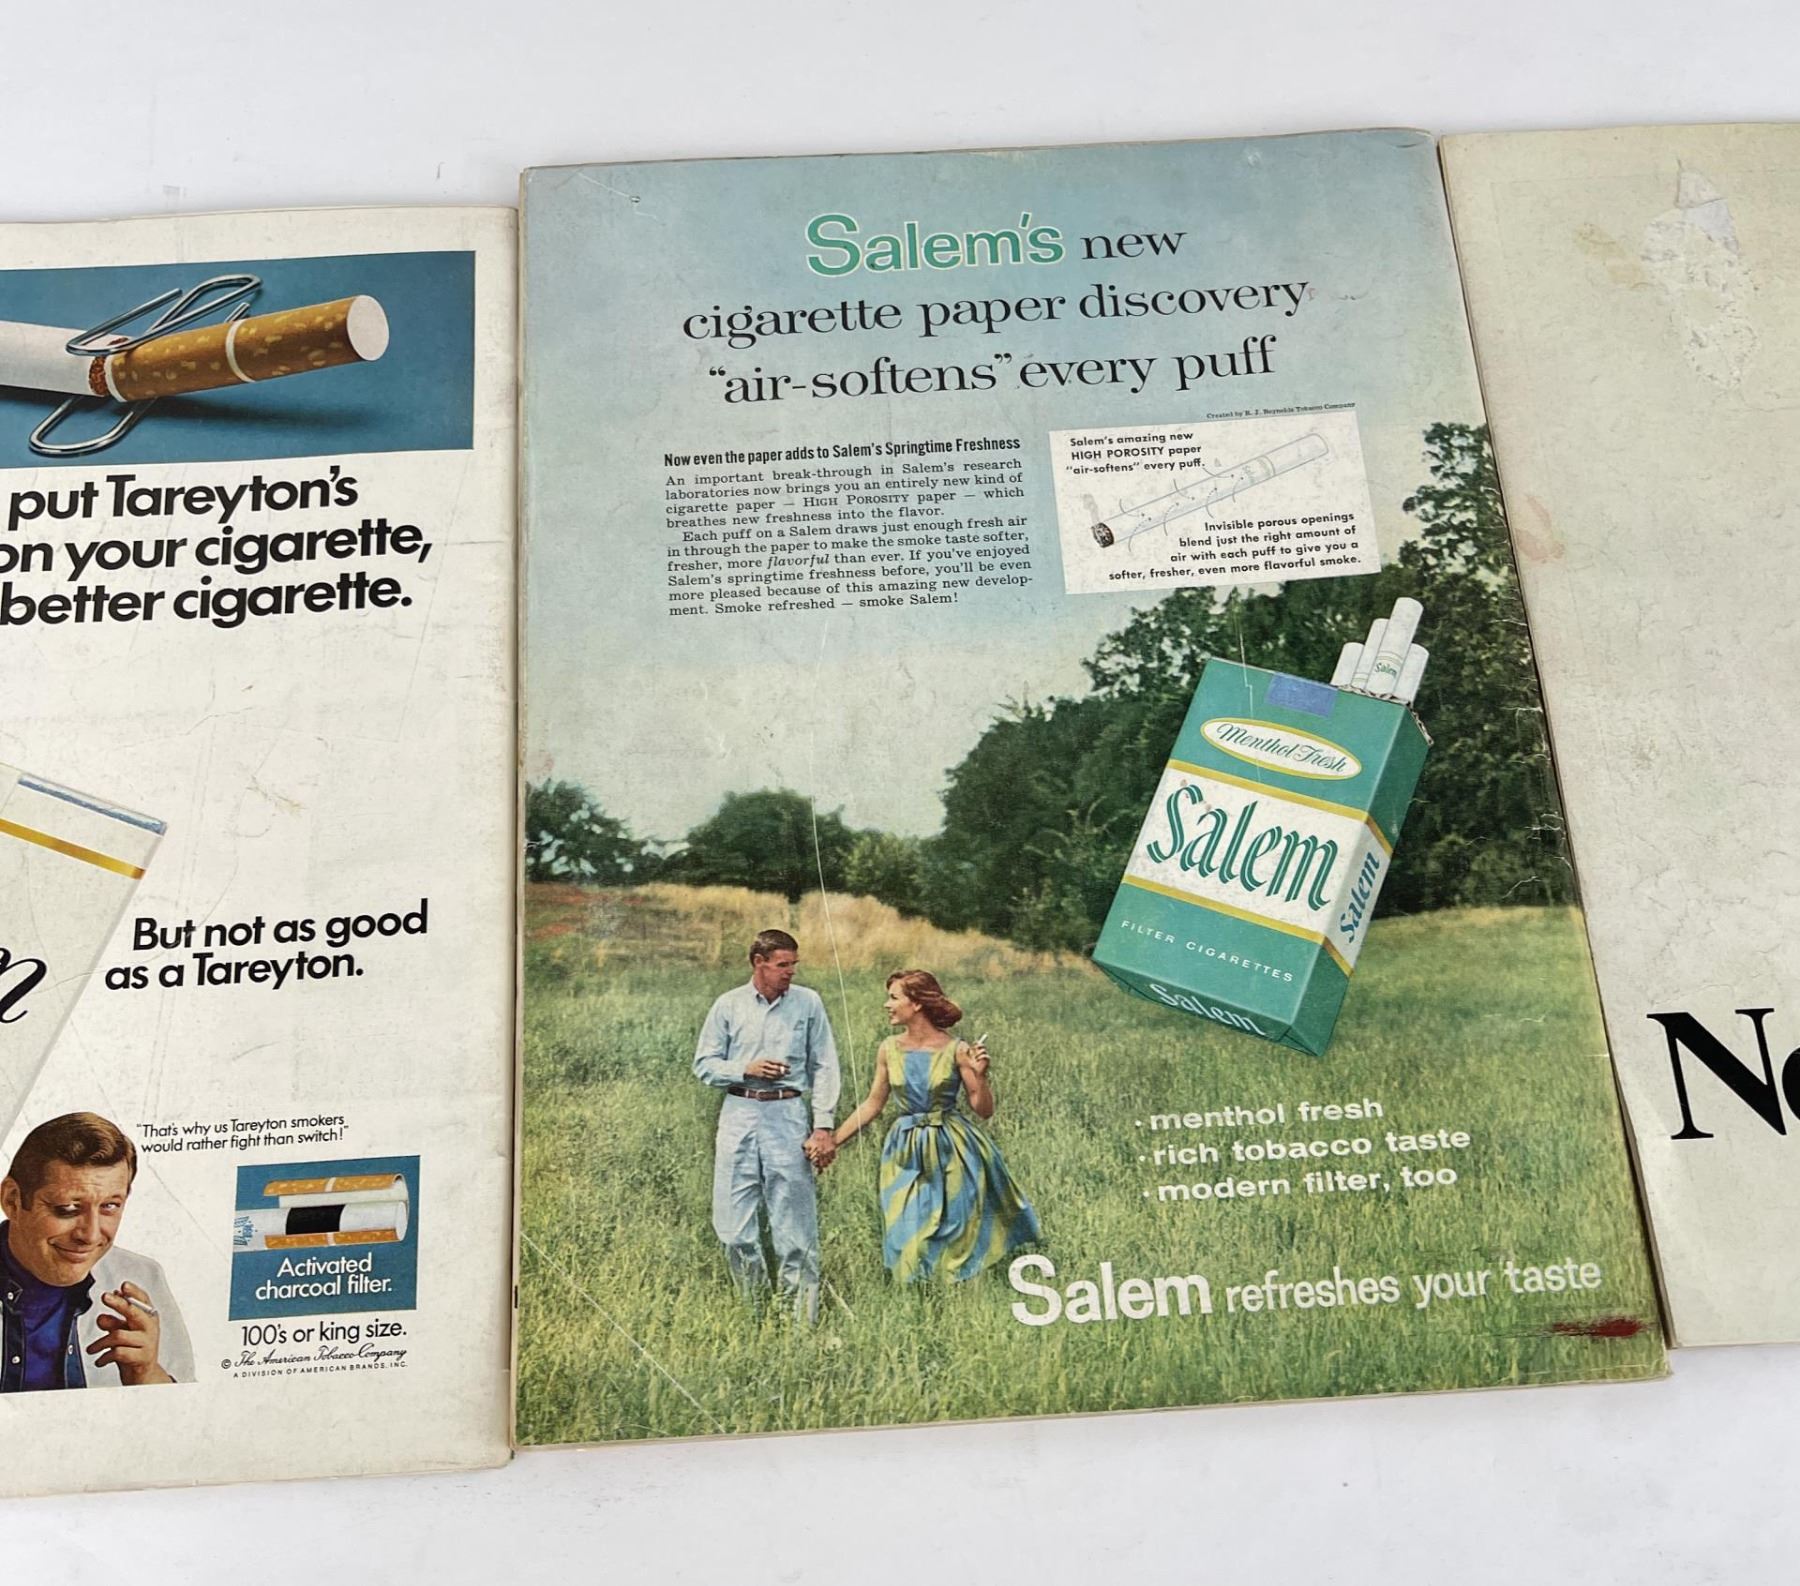 put Tareyton's
on your cigarette,
better cigarette.
But not as good
as a Tareyton.
"That's why us Tareyton smokers
would rather fight than switch!"
Activated
charcoal filter.
100's or king size.
© The American Tobacco Company
A DIVISION OF AMERICAN BRANDS, INC.
Salem's new
cigarette paper discovery
“air-softens” every puff
Created by R. J. Reynolds Tobacco Company
Now even the paper adds to Salem's Springtime Freshness
An important break-through in Salem's research
laboratories now brings you an entirely new kind of
cigarette paper — HIGH POROSITY paper — which
breathes new freshness into the flavor.
Each puff on a Salem draws just enough fresh air
in through the paper to make the smoke taste softer,
fresher, more flavorful than ever. If you've enjoyed
Salem's springtime freshness before, you'll be even
more pleased because of this amazing new develop-
ment. Smoke refreshed — smoke Salem!
Salem's amazing new
HIGH POROSITY paper
"air-softens" every puff.
Invisible porous openings
blend just the right amount of
air with each puff to give you a
softer, fresher, even more flavorful smoke.
Salem
Menthol Fresh
Salem
Salem
FILTER CIGARETTES
Salem
· menthol fresh
· rich tobacco taste
· modern filter, too
Salem refreshes your taste